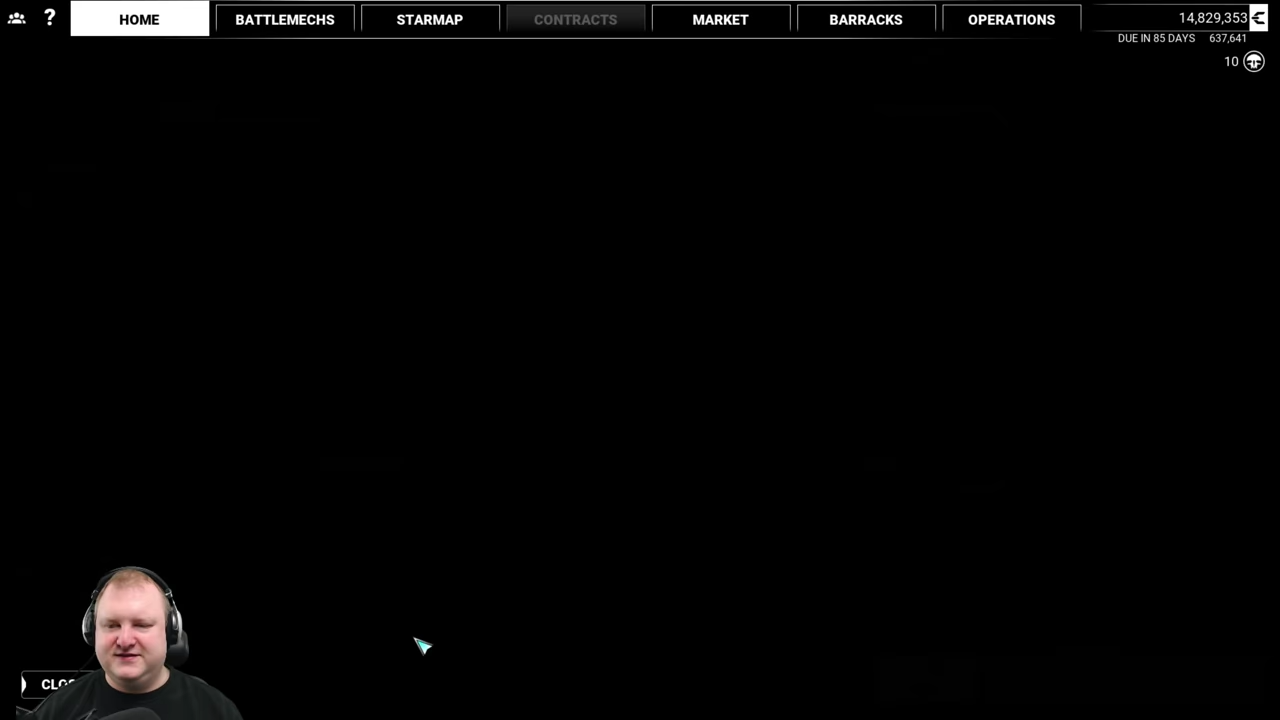 ?
HOME
BATTLEMECHS
STARMAP
CONTRACTS
MARKET
BARRACKS
OPERATIONS
14,829,353
DUE IN 85 DAYS 637,641
10